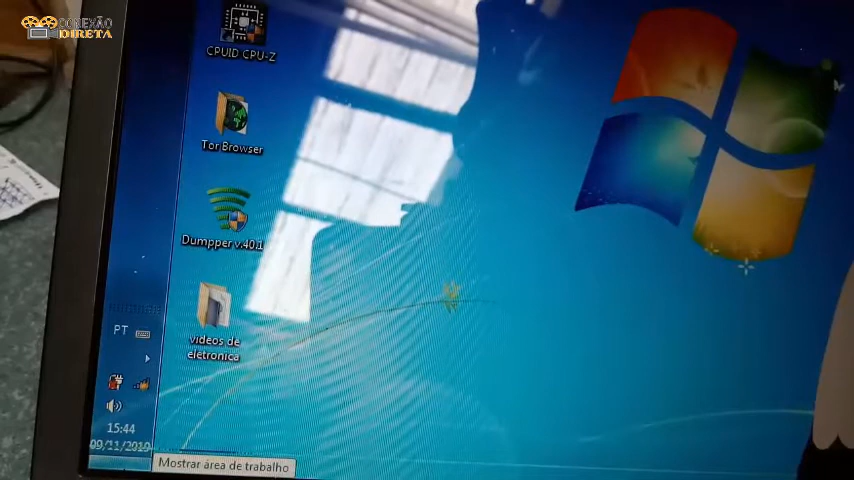 CONEXÃO
DIRETA
CPUID CPU-Z
Tor Browser
Dumpper v.40.1
videos de
eletronica
PT
15:44
09/11/2019
Mostrar área de trabalho